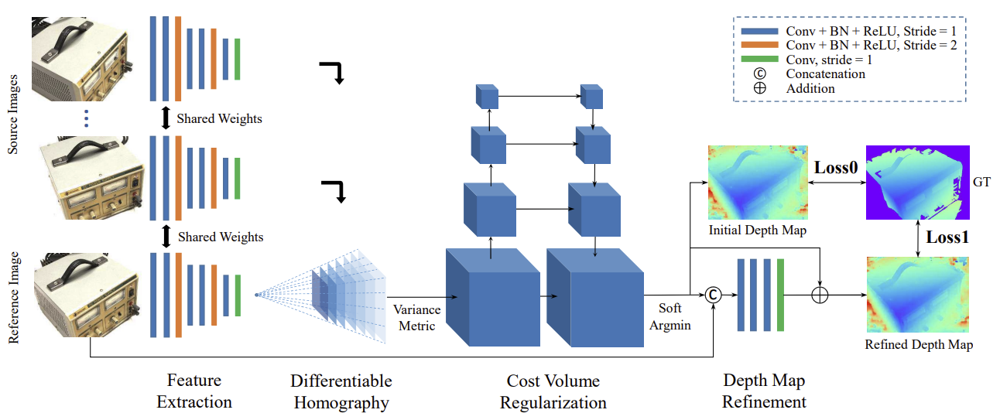 Source Images
Reference Image
Shared Weights
Shared Weights
Variance
Metric
Soft
Argmin
C
Conv + BN + ReLU, Stride = 1
Conv + BN + ReLU, Stride = 2
Conv, stride = 1
C Concatenation
Addition
Initial Depth Map
Loss0
GT
Loss1
Refined Depth Map
Feature
Extraction
Differentiable
Homography
Cost Volume
Regularization
Depth Map
Refinement